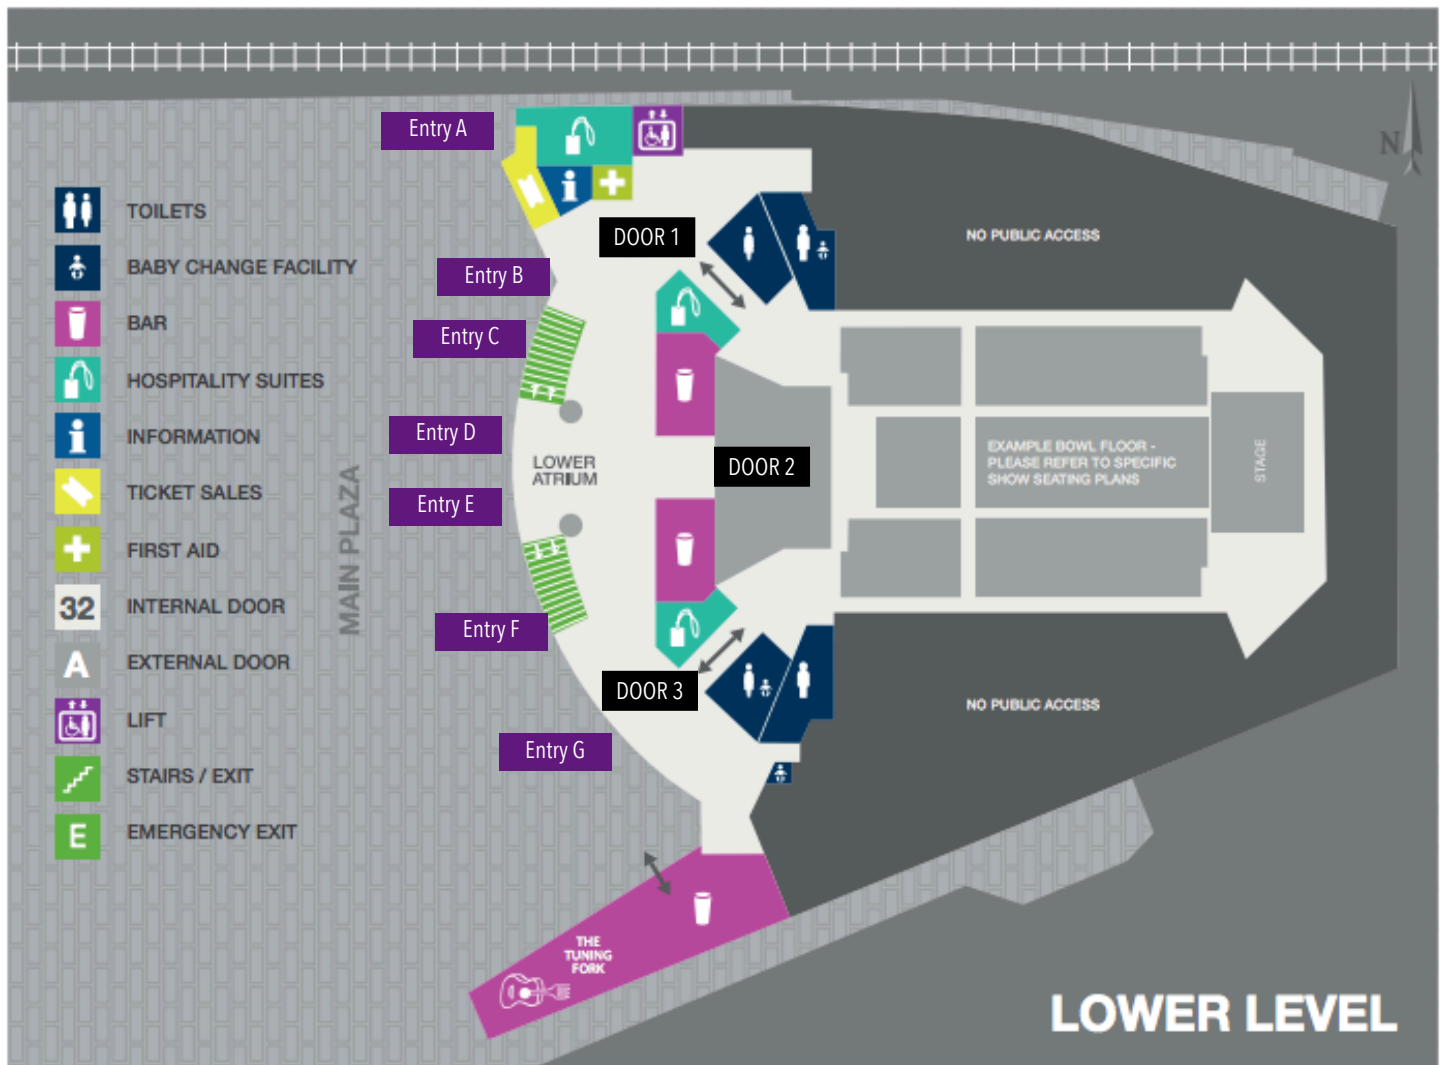 Entry A
N
TOILETS
BABY CHANGE FACILITY
BAR
HOSPITALITY SUITES
INFORMATION
TICKET SALES
FIRST AID
32 INTERNAL DOOR
A EXTERNAL DOOR
LIFT
STAIRS / EXIT
E EMERGENCY EXIT
MAIN PLAZA
Entry B
Entry C
Entry D
Entry E
Entry F
Entry G
LOWER
ATRIUM
DOOR 1
DOOR 2
DOOR 3
NO PUBLIC ACCESS
EXAMPLE BOWL FLOOR -
PLEASE REFER TO SPECIFIC
SHOW SEATING PLANS
STAGE
NO PUBLIC ACCESS
THE
TUNING
FORK
LOWER LEVEL